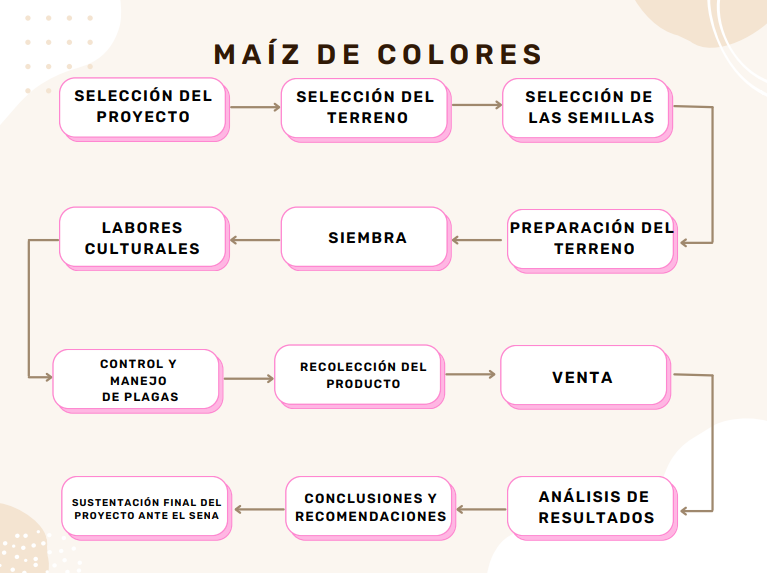 MAÍZ DE COLORES
SELECCIÓN DEL
PROYECTO
SELECCIÓN DEL
TERRENO
SELECCIÓN DE
LAS SEMILLAS
PREPARACIÓN DEL
TERRENO
SIEMBRA
LABORES
CULTURALES
CONTROL Y
MANEJO
DE PLAGAS
RECOLECCIÓN DEL
PRODUCTO
VENTA
ANÁLISIS DE
RESULTADOS
CONCLUSIONES Y
RECOMENDACIONES
SUSTENTACIÓN FINAL DEL
PROYECTO ANTE EL SENA